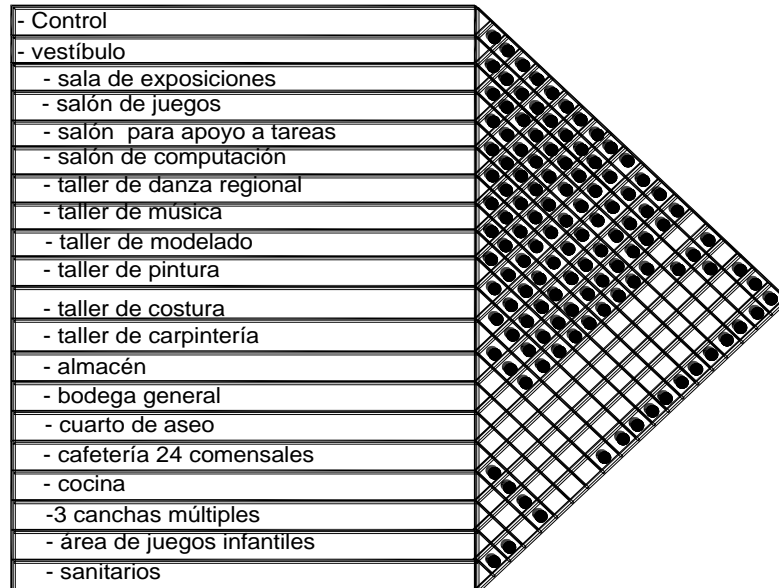 - Control
- vestíbulo
- sala de exposiciones
- salón de juegos
- salón para apoyo a tareas
- salón de computación
- taller de danza regional
- taller de música
- taller de modelado
- taller de pintura
- taller de costura
- taller de carpintería
- almacén
- bodega general
- cuarto de aseo
- cafetería 24 comensales
- cocina
-3 canchas múltiples
- área de juegos infantiles
- sanitarios